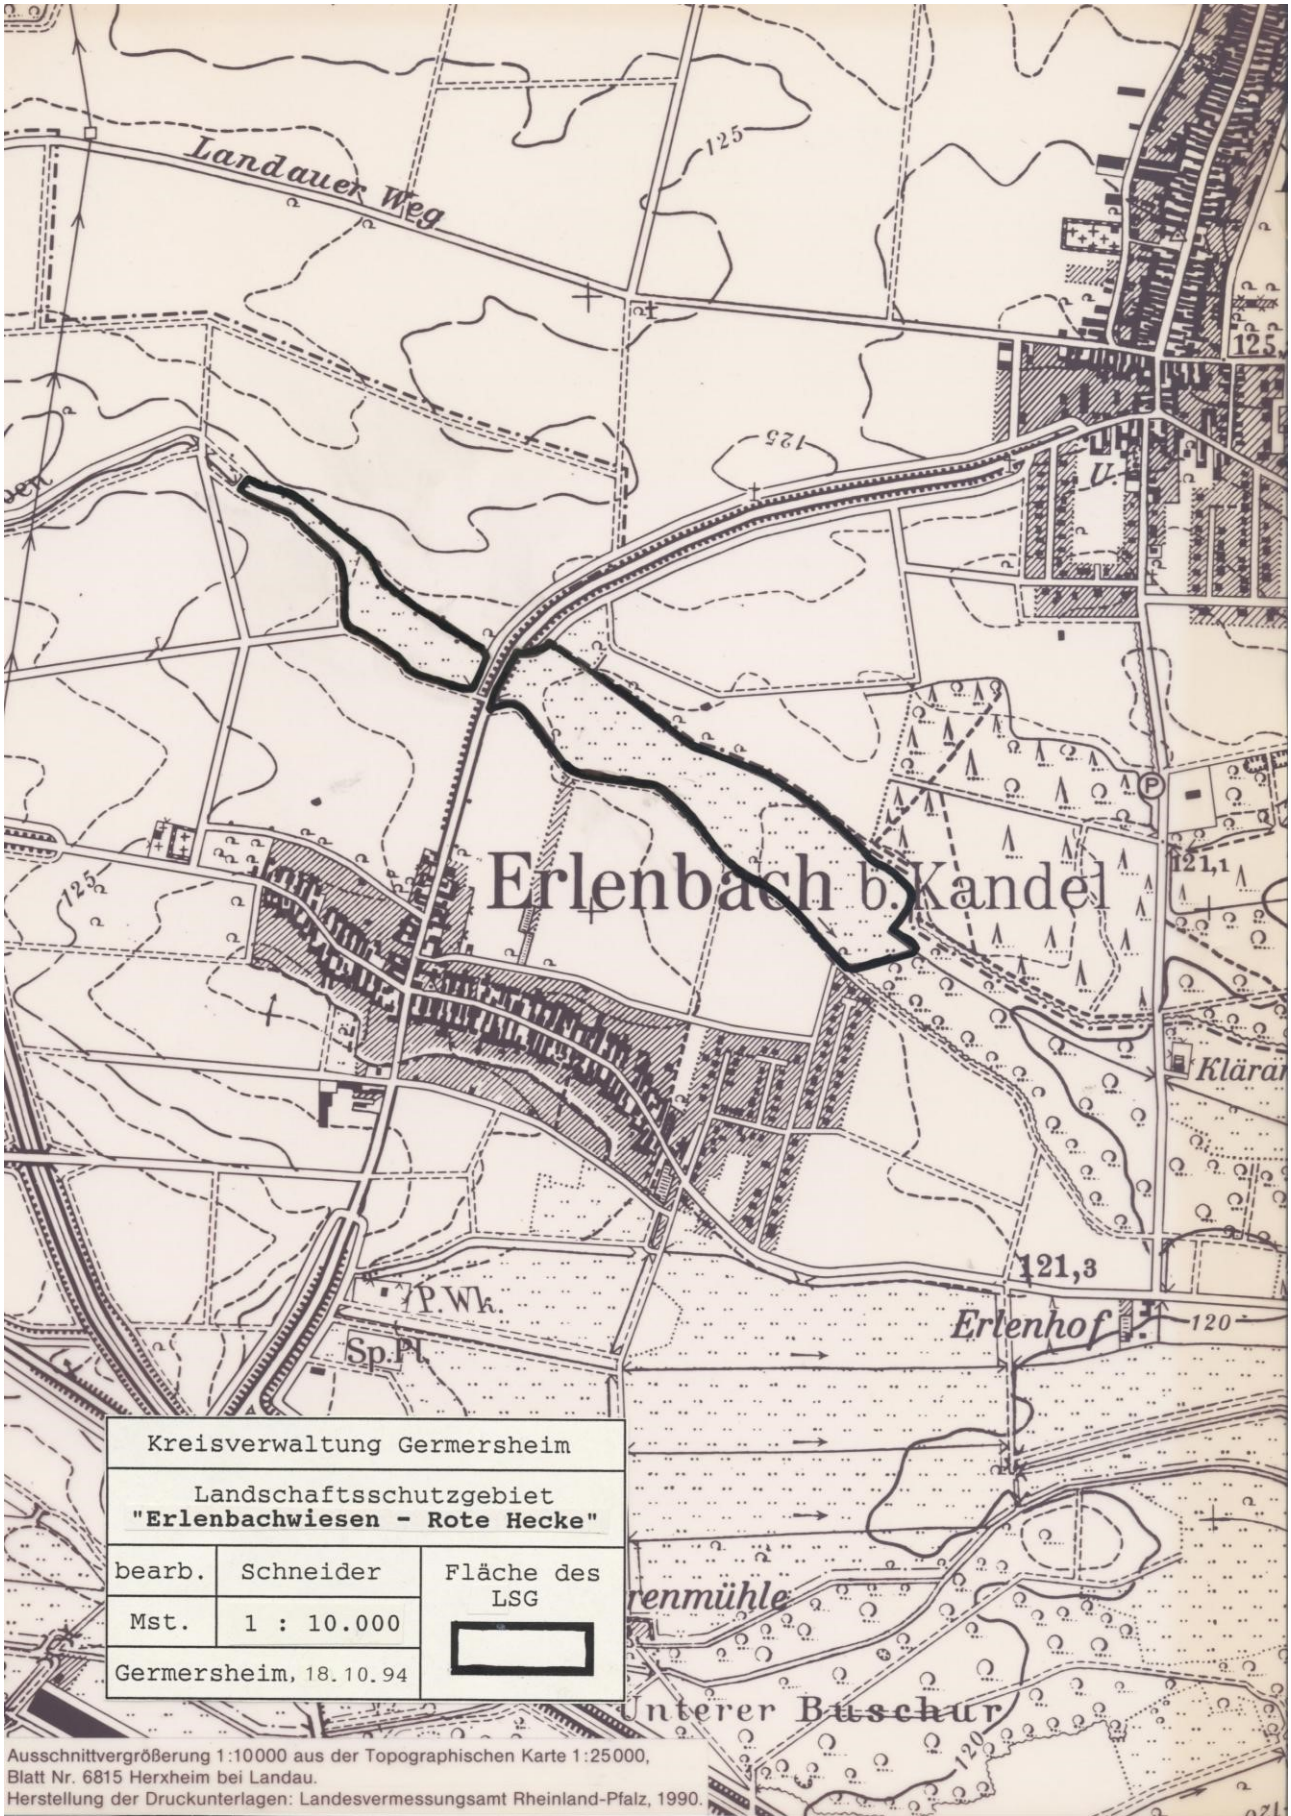 Landauer Weg
125
125,
125
U.
P
121,1
Erlenbach b. Kandel
125
121,3
P.Wk.
Sp.Pl.
Erlenhof
120
Kreisverwaltung Germersheim
Landschaftsschutzgebiet
"Erlenbachwiesen - Rote Hecke"
bearb.
Schneider
Mst.
1 : 10.000
Germersheim, 18.10.94
Fläche des
LSG
renmühle
Unterer Buschur
120
Ausschnittvergrößerung 1:10000 aus der Topographischen Karte 1:25000,
Blatt Nr. 6815 Herxheim bei Landau.
Herstellung der Druckunterlagen: Landesvermessungsamt Rheinland-Pfalz, 1990.